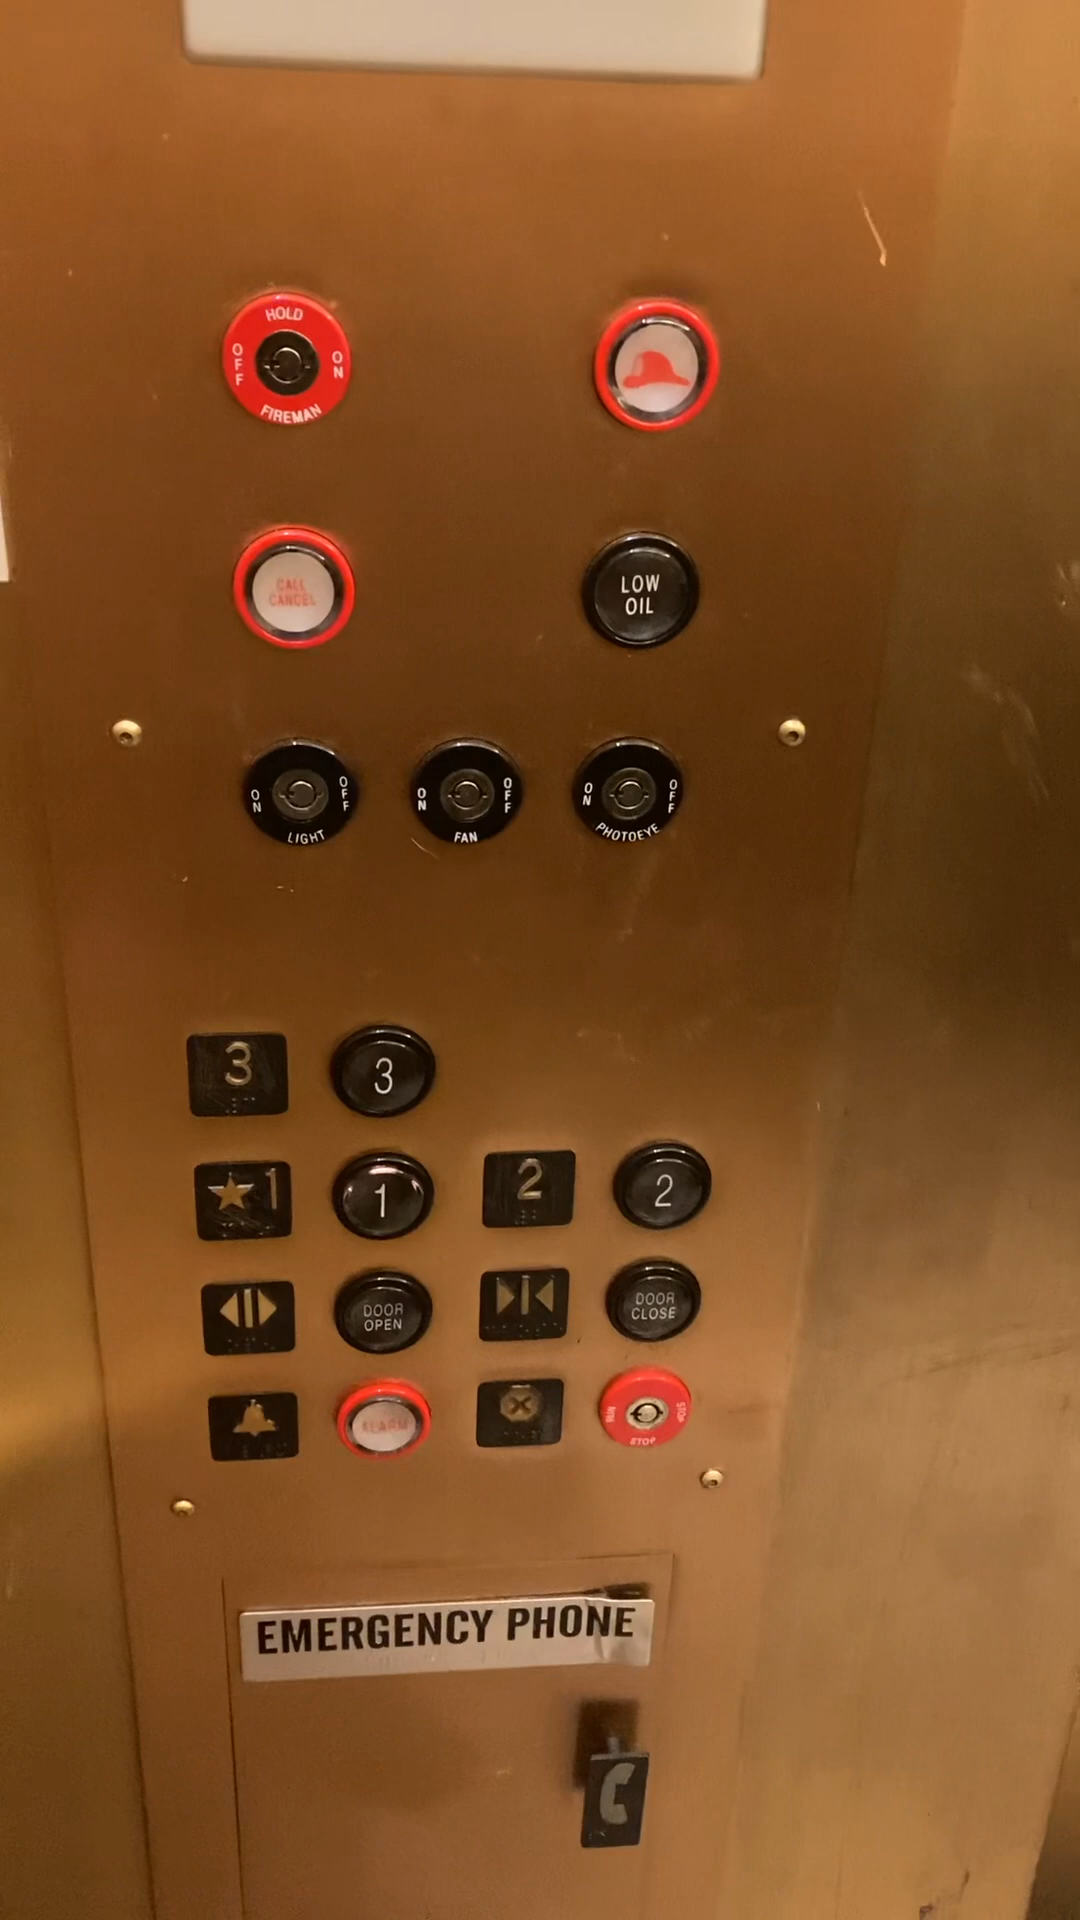 HOLD
OFF
ON
FIREMAN
CALL
CANCEL
LOW
OIL
ON
OFF
LIGHT
ON
OFF
FAN
ON
OFF
PHOTOEYE
3
3
★1
1
2
2
DOOR
OPEN
DOOR
CLOSE
ALARM
RUN
STOP
STOP
EMERGENCY PHONE